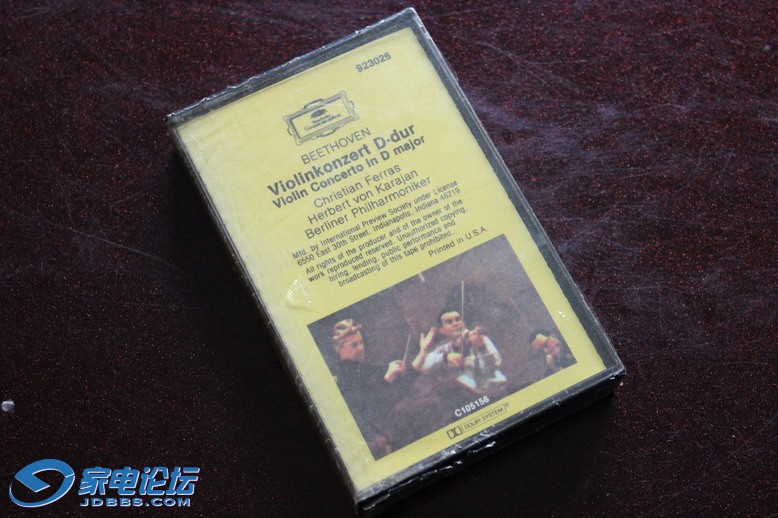 923026
Deutsche
Grammophon
BEETHOVEN
Violinkonzert D-dur
Violin Concerto in D major
Christian Ferras
Herbert von Karajan
Berliner Philharmoniker
Mfd. by International Preview Society under License
6550 East 30th Street, Indianapolis, Indiana 46219
All rights of the producer and of the owner of the
work reproduced reserved. Unauthorized copying,
hiring, lending, public performance and
broadcasting of this tape prohibited.
Printed in U.S.A.
C105156
DOLBY SYSTEM®
家电论坛
JDBBS.COM